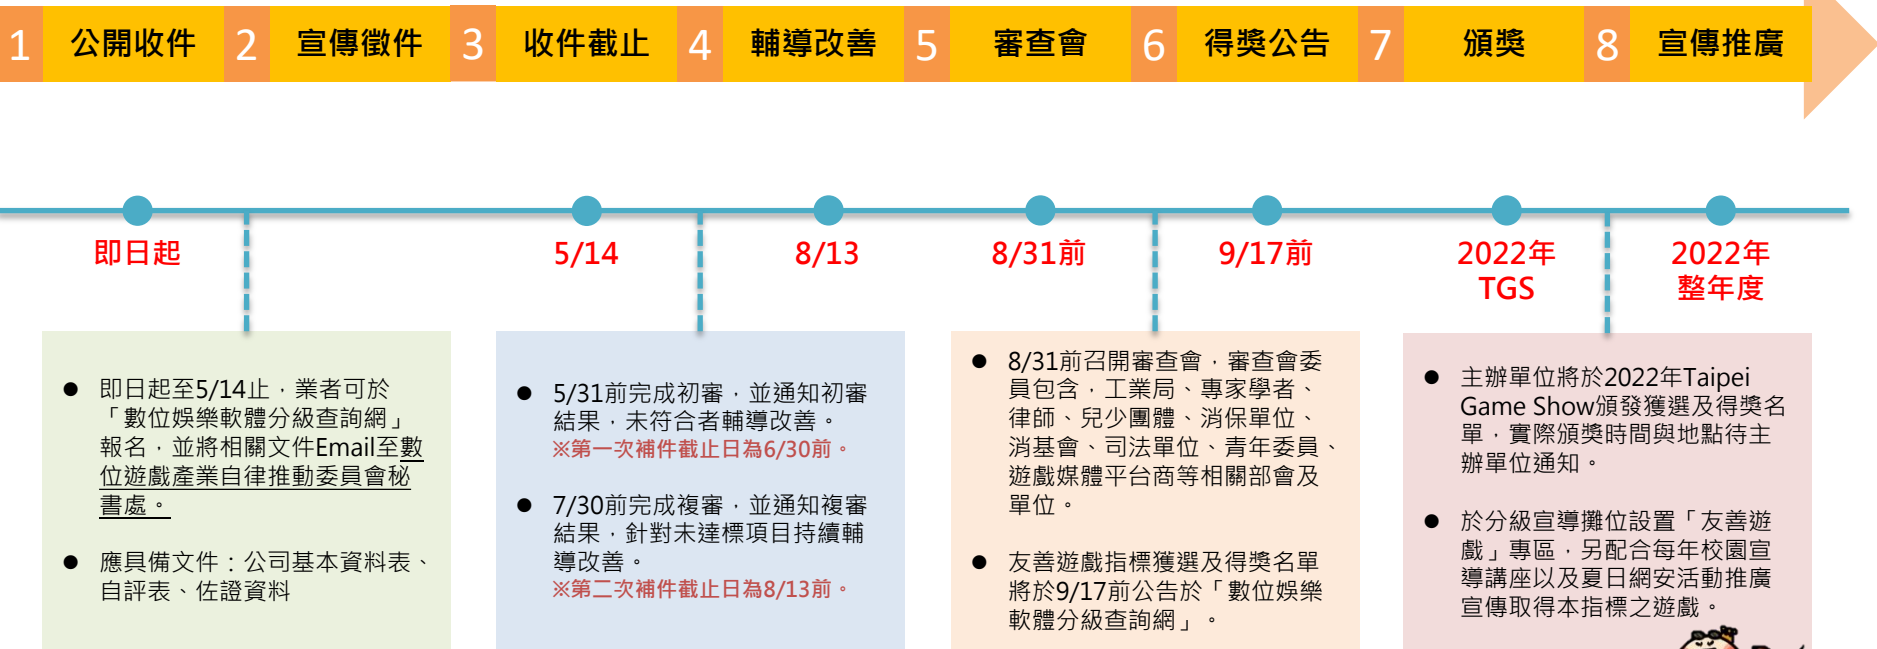 1 公開收件 2 宣傳徵件 3 收件截止 4 輔導改善 5 審查會 6 得獎公告 7 頒獎 8 宣傳推廣
即日起
5/14
8/13
8/31前
9/17前
2022年
TGS
2022年
整年度
● 即日起至5/14止，業者可於
「數位娛樂軟體分級查詢網」
報名，並將相關文件Email至數
位遊戲產業自律推動委員會秘
書處。
● 應具備文件：公司基本資料表、
自評表、佐證資料
● 5/31前完成初審，並通知初審
結果，未符合者輔導改善。
※第一次補件截止日為6/30前。
● 7/30前完成複審，並通知複審
結果，針對未達標項目持續輔
導改善。
※第二次補件截止日為8/13前。
● 8/31前召開審查會，審查會委
員包含，工業局、專家學者、
律師、兒少團體、消保單位、
消基會、司法單位、青年委員、
遊戲媒體平台商等相關部會及
單位。
● 友善遊戲指標獲選及得獎名單
將於9/17前公告於「數位娛樂
軟體分級查詢網」。
● 主辦單位將於2022年Taipei
Game Show頒發獲選及得獎名
單，實際頒獎時間與地點待主
辦單位通知。
● 於分級宣導攤位設置「友善遊
戲」專區，另配合每年校園宣
導講座以及夏日網安活動推廣
宣傳取得本指標之遊戲。